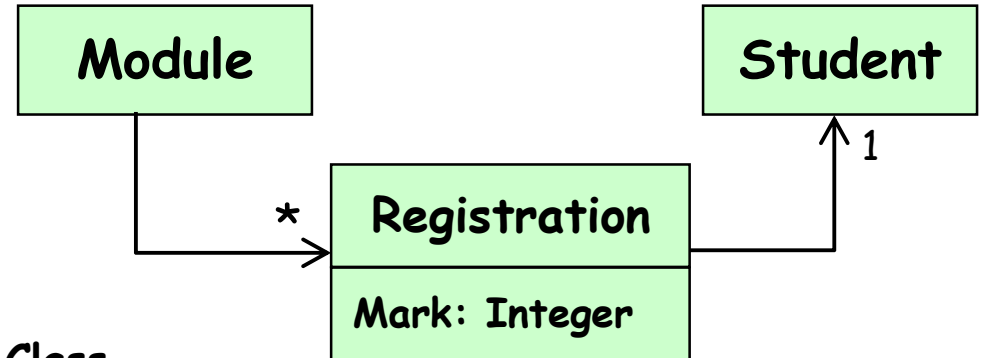 Module
Student
1
*
Registration
Mark: Integer
Class